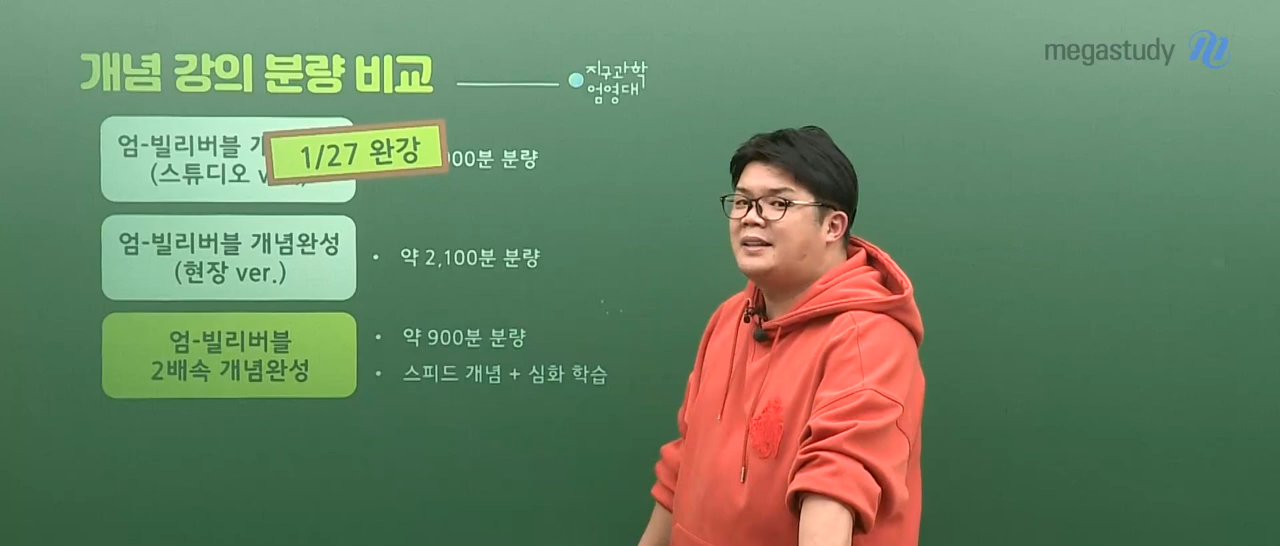 megastudy
개념 강의 분량 비교
지구과학
엄영대
엄-빌리버블
(스튜디오
1/27 완강
00분 분량
엄-빌리버블 개념완성
(현장 ver.)
• 약 2,100분 분량
엄-빌리버블
2배속 개념완성
• 약 900분 분량
• 스피드 개념 + 심화 학습